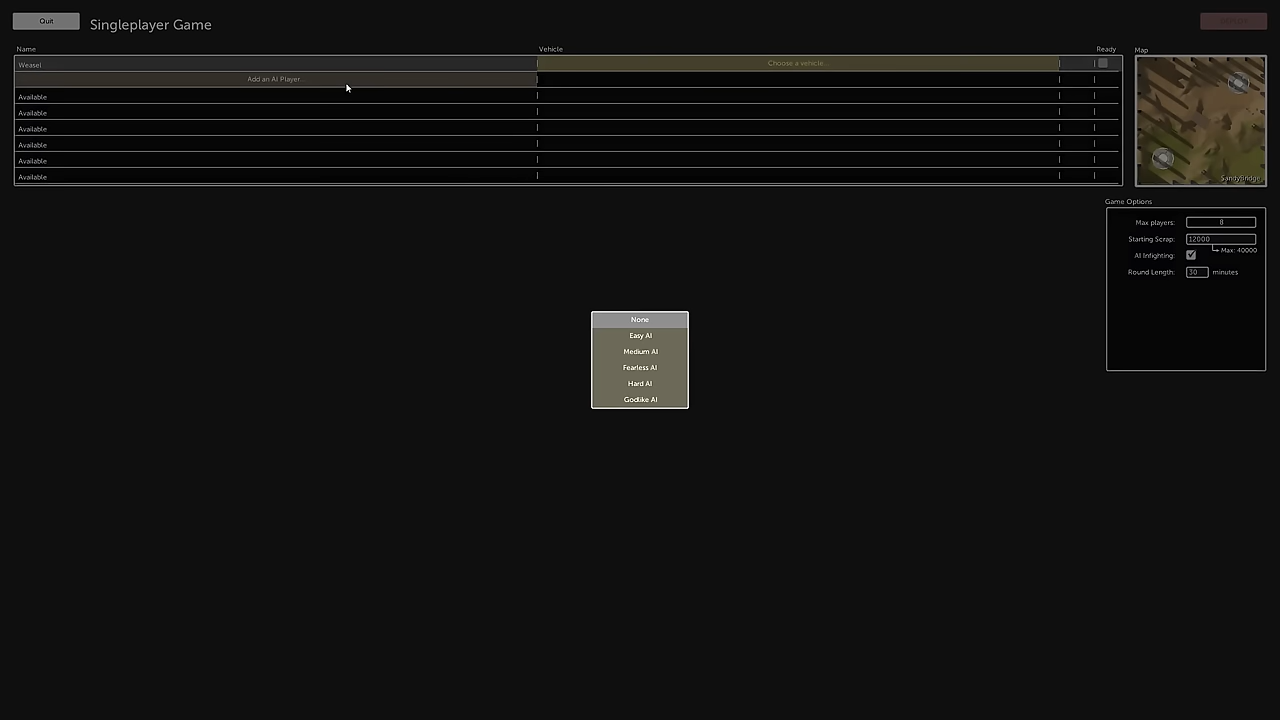 Quit
Singleplayer Game
Name
Vehicle
Ready
Map
Weasel
Choose a vehicle...
Add an AI Player...
Available
Available
Available
Available
Available
Available
SandyBridge
Game Options
Max players:
8
Starting Scrap:
12000
Max: 40000
AI Infighting:
Round Length:
30
minutes
None
Easy AI
Medium AI
Fearless AI
Hard AI
Godlike AI